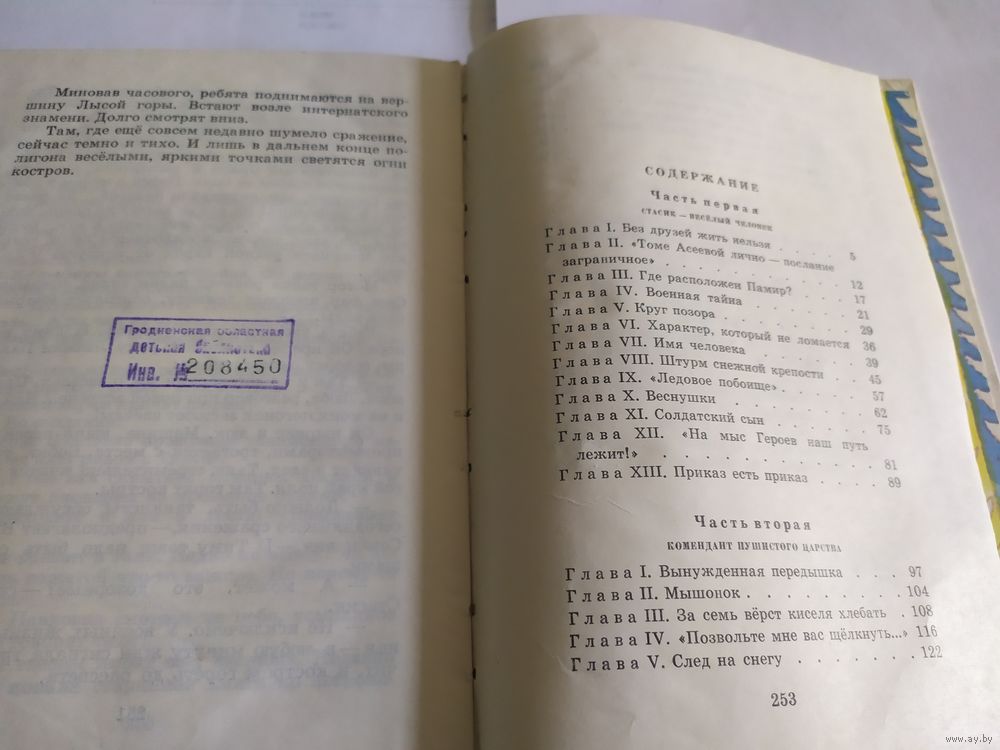 Миновав часового, ребята поднимаются на вер-
шину Лысой горы. Встают возле интернатского
знамени. Долго смотрят вниз.
Там, где ещё совсем недавно шумело сражение,
сейчас темно и тихо. И лишь в дальнем конце по-
лигона весёлыми, яркими точками светятся огни
костров.
Гродненская областная
детская библиотека
Инв. № 208450
СОДЕРЖАНИЕ
Часть первая
СТАСИК — ВЕСЁЛЫЙ ЧЕЛОВЕК
Глава I. Без друзей жить нельзя . . . . 5
Глава II. «Томе Асеевой лично — послание
заграничное» . . . . . . . . 12
Глава III. Где расположен Памир? . . . 17
Глава IV. Военная тайна . . . . . . 21
Глава V. Круг позора . . . . . . . 29
Глава VI. Характер, который не ломается 36
Глава VII. Имя человека . . . . . . 39
Глава VIII. Штурм снежной крепости . . 45
Глава IX. «Ледовое побоище» . . . . . 57
Глава X. Веснушки . . . . . . . 62
Глава XI. Солдатский сын . . . . . 75
Глава XII. «На мыс Героев наш путь
лежит!» . . . . . . . . . 81
Глава XIII. Приказ есть приказ . . . . 89
Часть вторая
КОМЕНДАНТ ПУШИСТОГО ЦАРСТВА
Глава I. Вынужденная передышка . . . 97
Глава II. Мышонок . . . . . . . . 104
Глава III. За семь вёрст киселя хлебать . 108
Глава IV. «Позвольте мне вас щёлкнуть...» 116
Глава V. След на снегу . . . . . . . 122
253
www.ay.by